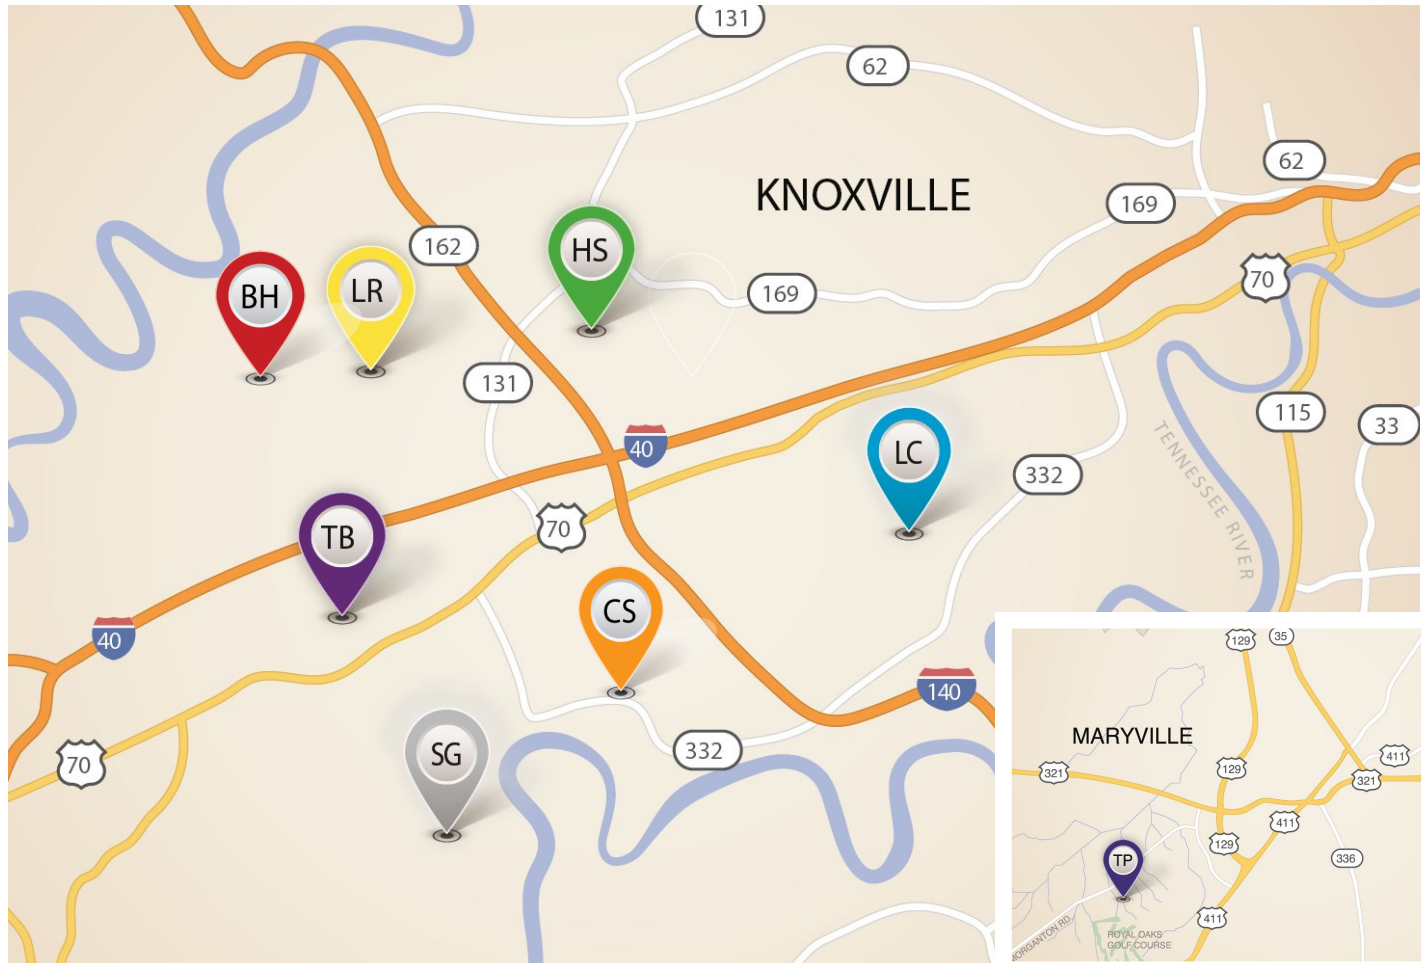 131
62
62
KNOXVILLE
169
162
HS
BH
LR
169
70
131
115
33
40
LC
332
TENNESSEE RIVER
70
TB
CS
40
140
332
SG
70
129
35
MARYVILLE
411
321
129
321
411
129
336
TP
411
MORGANTON RD.
ROYAL OAKS
GOLF COURSE